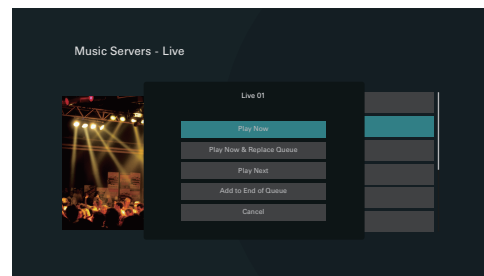 Music Servers - Live
Live 01
Play Now
Play Now & Replace Queue
Play Next
Add to End of Queue
Cancel